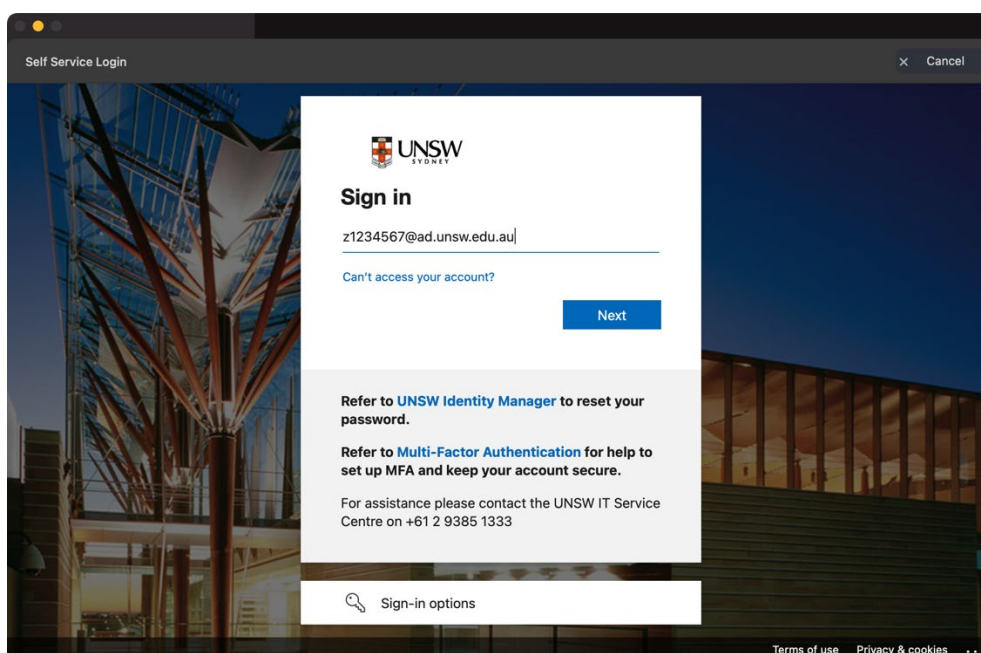 Self Service Login
× Cancel
UNSW
SYDNEY
Sign in
z1234567@ad.unsw.edu.au
Can't access your account?
Next
Refer to UNSW Identity Manager to reset your
password.
Refer to Multi-Factor Authentication for help to
set up MFA and keep your account secure.
For assistance please contact the UNSW IT Service
Centre on +61 2 9385 1333
Sign-in options
Terms of use Privacy & cookies ...